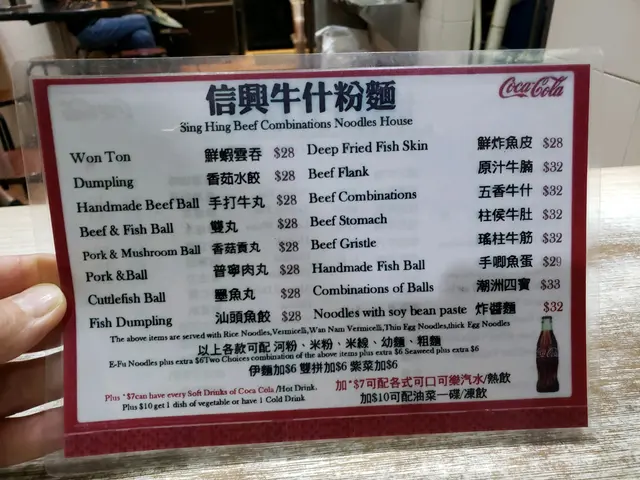 信興牛什粉麵
Coca-Cola
Sing Hing Beef Combinations Noodles House
Won Ton 鮮蝦雲吞 $28
Dumpling 香茹水餃 $28
Handmade Beef Ball 手打牛丸 $28
Beef & Fish Ball 雙丸 $28
Pork & Mushroom Ball 香菇貢丸 $28
Pork &Ball 普寧肉丸 $28
Cuttlefish Ball 墨魚丸 $28
Fish Dumpling 汕頭魚餃 $28
Deep Fried Fish Skin 鮮炸魚皮 $28
Beef Flank 原汁牛腩 $32
Beef Combinations 五香牛什 $32
Beef Stomach 柱侯牛肚 $32
Beef Gristle 瑤柱牛筋 $32
Handmade Fish Ball 手唧魚蛋 $29
Combinations of Balls 潮洲四寶 $33
Noodles with soy bean paste 炸醬麵 $32
The above items are served with Rice Noodles,Vermicelli,Wan Nam Vermicelli,Thin Egg Noodles,thick Egg Noodles
以上各款可配 河粉、米粉、米線、幼麵、粗麵
E-Fu Noodles plus extra $6Two Choices combination of the above items plus extra $6 Seaweed plus extra $6
伊麵加$6 雙拼加$6 紫菜加$6
Plus *$7can have every Soft Drinks of Coca Cola /Hot Drink.
Plus $10 get 1 dish of vegetable or have 1 Cold Drink
加*$7可配各式可口可樂汽水/熱飲
加$10可配油菜一碟/凍飲